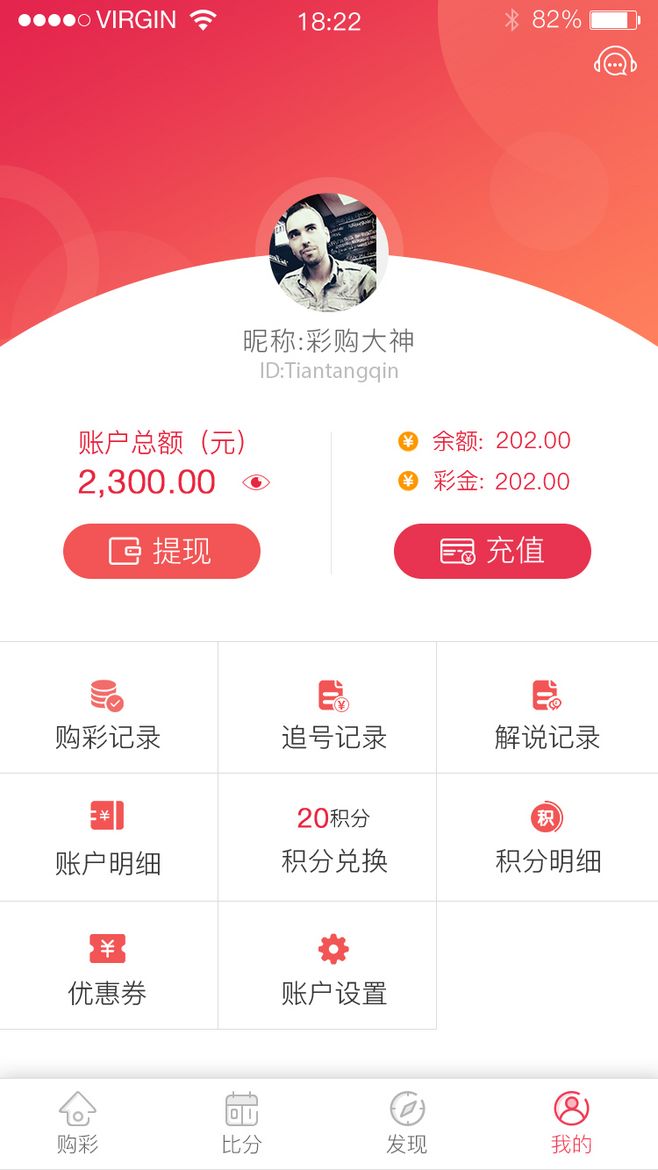 VIRGIN 18:22 82%
昵称:彩购大神
ID:Tiantangqin
账户总额（元）
2,300.00
提现
余额: 202.00
彩金: 202.00
充值
购彩记录 追号记录 解说记录
20积分 积
账户明细 积分兑换 积分明细
优惠券 账户设置
购彩 比分 发现 我的